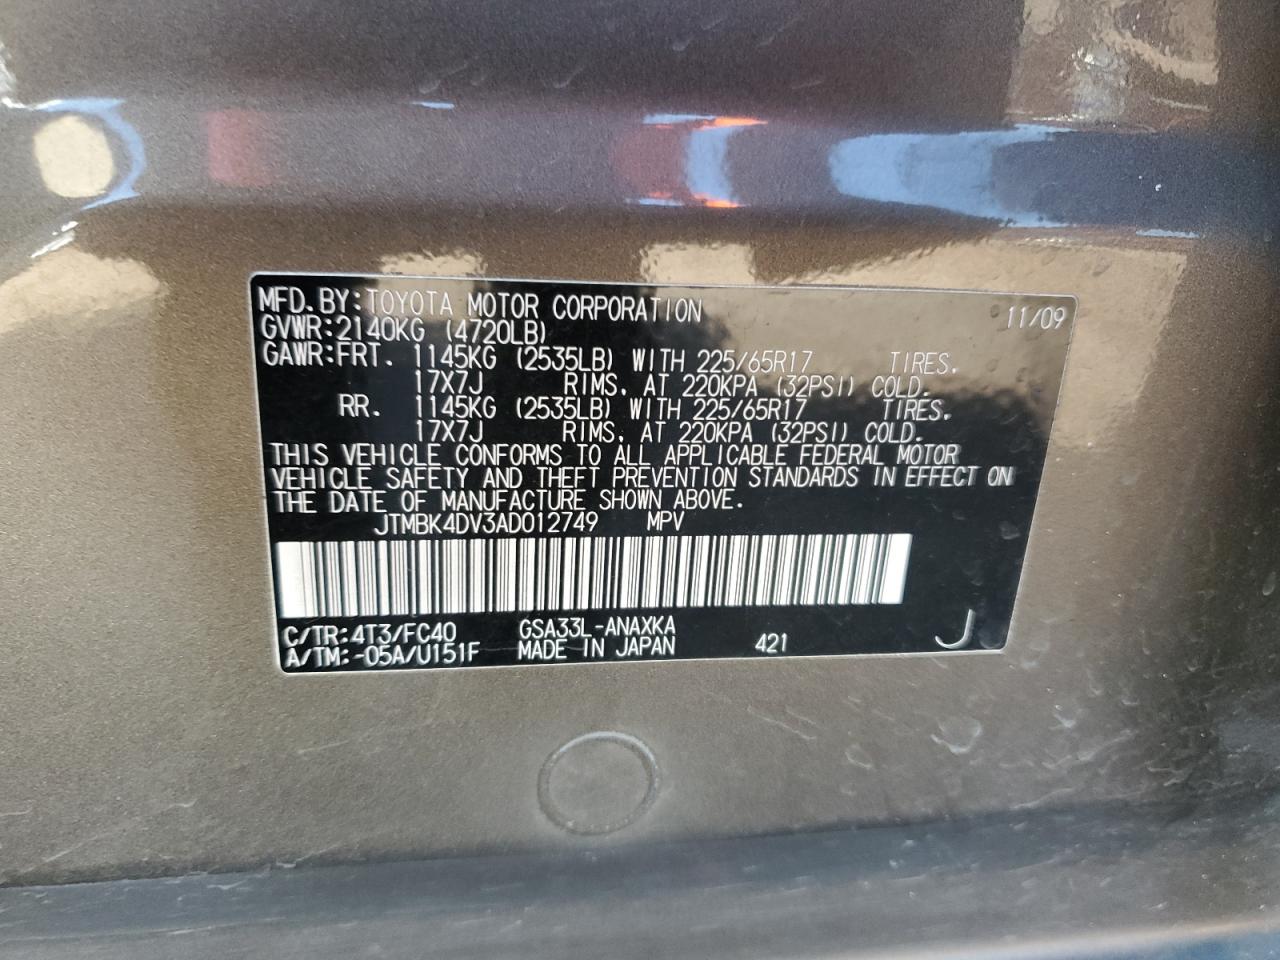 MFD.BY:TOYOTA MOTOR CORPORATION 11/09
GVWR:2140KG (4720LB)
GAWR:FRT. 1145KG (2535LB) WITH 225/65R17 TIRES.
17X7J RIMS, AT 220KPA (32PSI) COLD.
RR. 1145KG (2535LB) WITH 225/65R17 TIRES.
17X7J RIMS, AT 220KPA (32PSI) COLD.
THIS VEHICLE CONFORMS TO ALL APPLICABLE FEDERAL MOTOR
VEHICLE SAFETY AND THEFT PREVENTION STANDARDS IN EFFECT ON
THE DATE OF MANUFACTURE SHOWN ABOVE.
JTMBK4DV3AD012749 MPV
C/TR:4T3/FC40 GSA33L-ANAXKA
A/TM:-05A/U151F MADE IN JAPAN 421 J